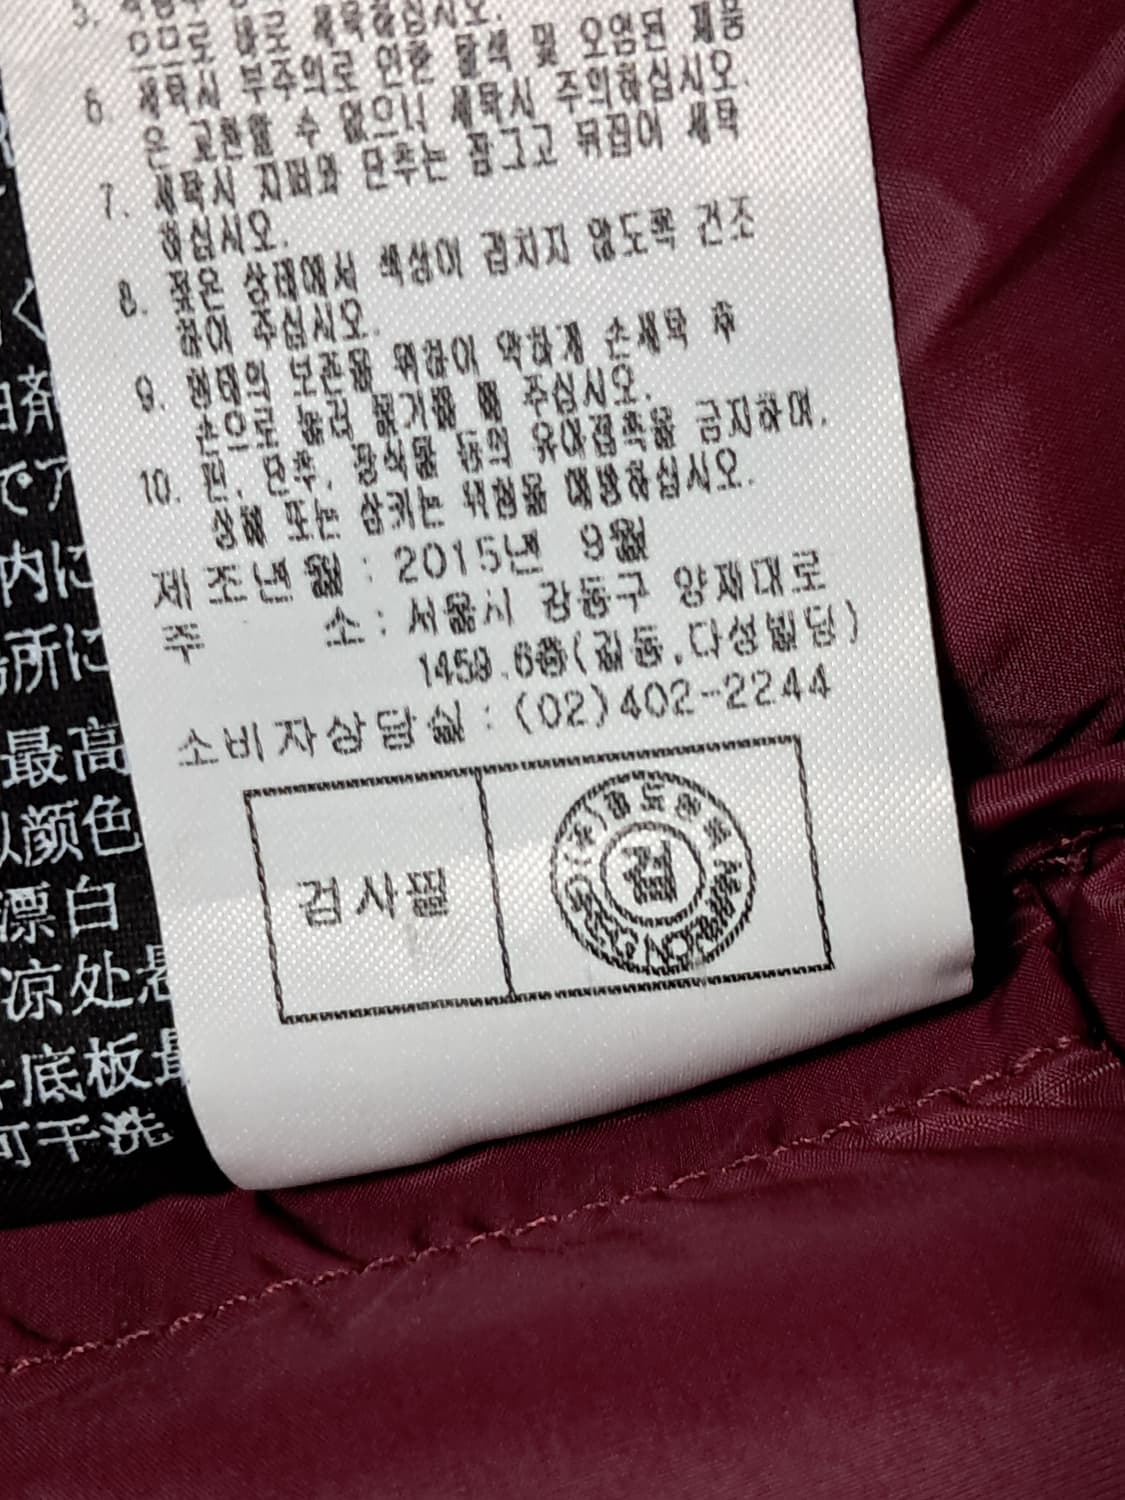 으므로 바로 세탁하십시오.
6. 세탁시 부주의로 인한 탈색 및 오염된 제품
은 교환할 수 없으니 세탁시 주의하십시오.
7. 세탁시 지퍼와 단추는 잠그고 뒤집어 세탁
하십시오.
8. 젖은 상태에서 색상이 겹치지 않도록 건조
하여 주십시오.
9. 형태의 보존을 위하여 약하게 손세탁 후
손으로 눌러 물기를 빼 주십시오.
10. 핀, 단추, 장식물 등의 유아접촉을 금지하며,
상해 또는 삼키는 위험을 예방하십시오.
제조년월 : 2015년 9월
주 소 : 서울시 강동구 양재대로
1459.6층(길동,다성빌딩)
소비자상담실 : (02)402-2244
검사필
검
く
白剤
でア
内に
場所に
最高
以颜色
漂白
凉处悬
底板最
可干洗